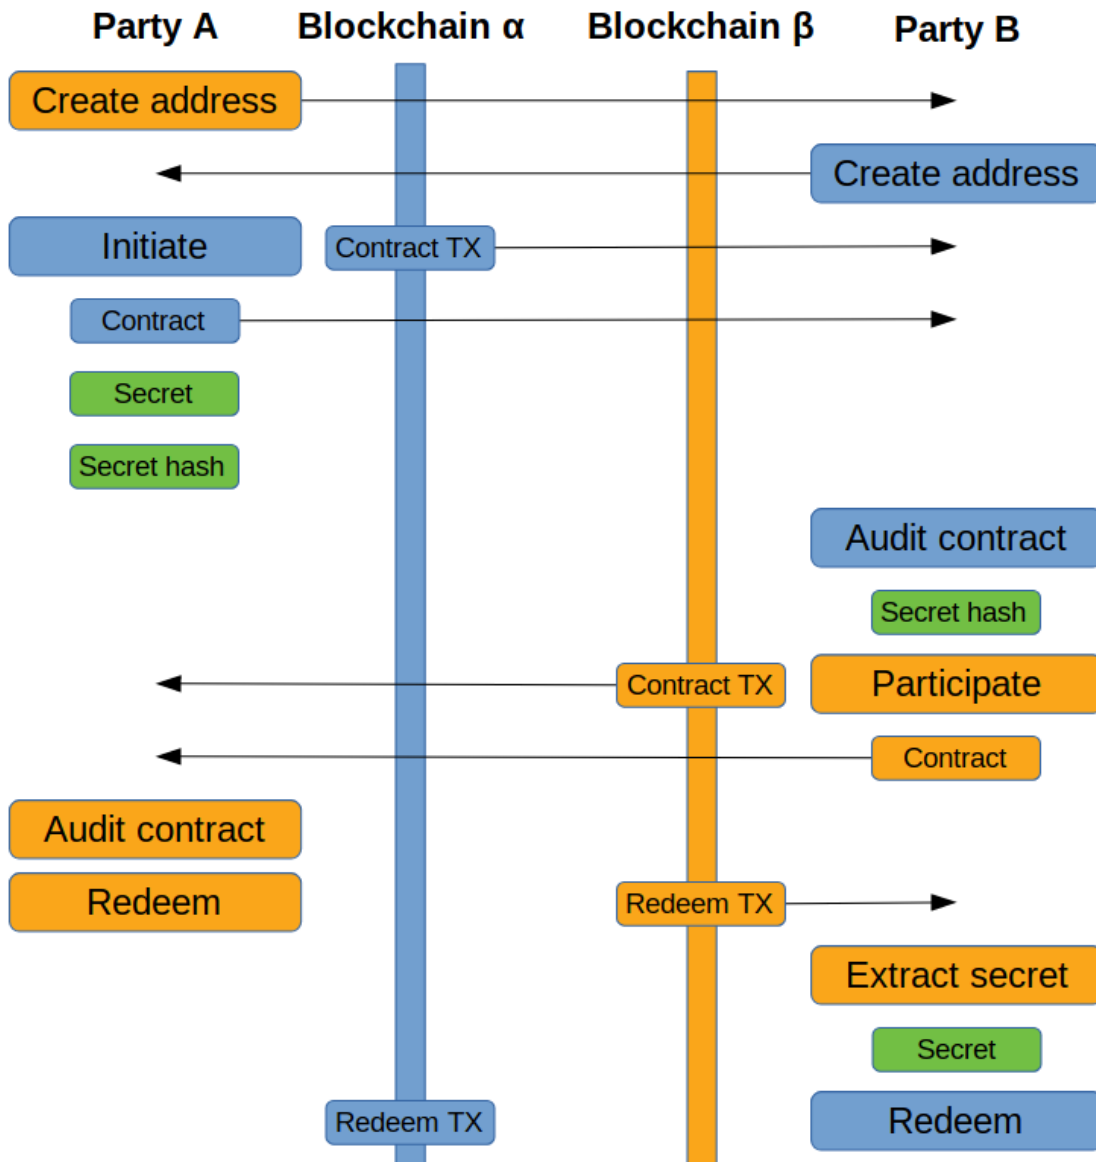 Party A
Blockchain α
Blockchain β
Party B
Create address
Create address
Initiate
Contract TX
Contract
Secret
Secret hash
Audit contract
Secret hash
Contract TX
Participate
Contract
Audit contract
Redeem
Redeem TX
Extract secret
Secret
Redeem TX
Redeem